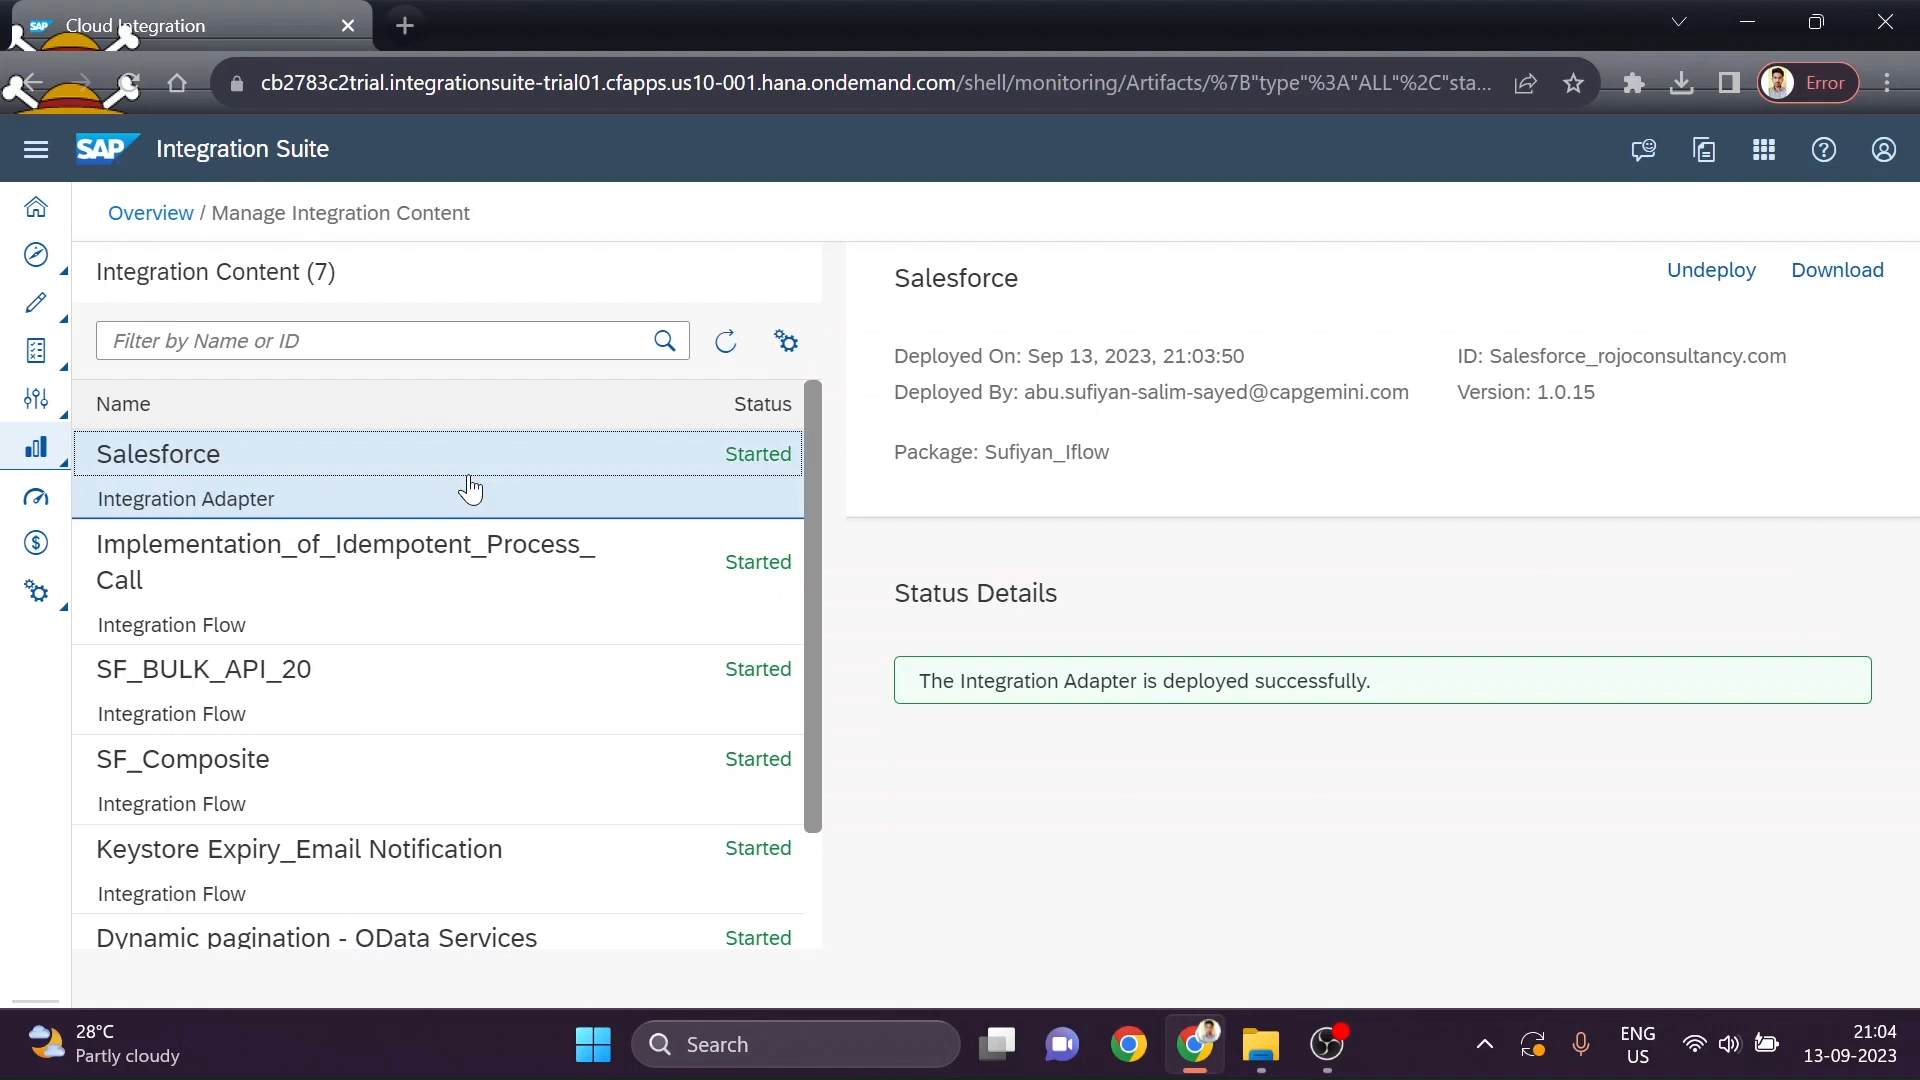 SAP Cloud Integration
cb2783c2trial.integrationsuite-trial01.cfapps.us10-001.hana.ondemand.com/shell/monitoring/Artifacts/%7B"type"%3A"ALL"%2C"sta...
Error
SAP Integration Suite
Overview / Manage Integration Content
Integration Content (7)
Filter by Name or ID
Name Status
Salesforce Started
Integration Adapter
Implementation_of_Idempotent_Process_
Call
Started
Integration Flow
SF_BULK_API_20 Started
Integration Flow
SF_Composite Started
Integration Flow
Keystore Expiry_Email Notification Started
Integration Flow
Dynamic pagination - OData Services Started
Salesforce
Undeploy Download
Deployed On: Sep 13, 2023, 21:03:50
ID: Salesforce_rojoconsultancy.com
Deployed By: abu.sufiyan-salim-sayed@capgemini.com
Version: 1.0.15
Package: Sufiyan_Iflow
Status Details
The Integration Adapter is deployed successfully.
28°C
Partly cloudy
Search
ENG
US
21:04
13-09-2023